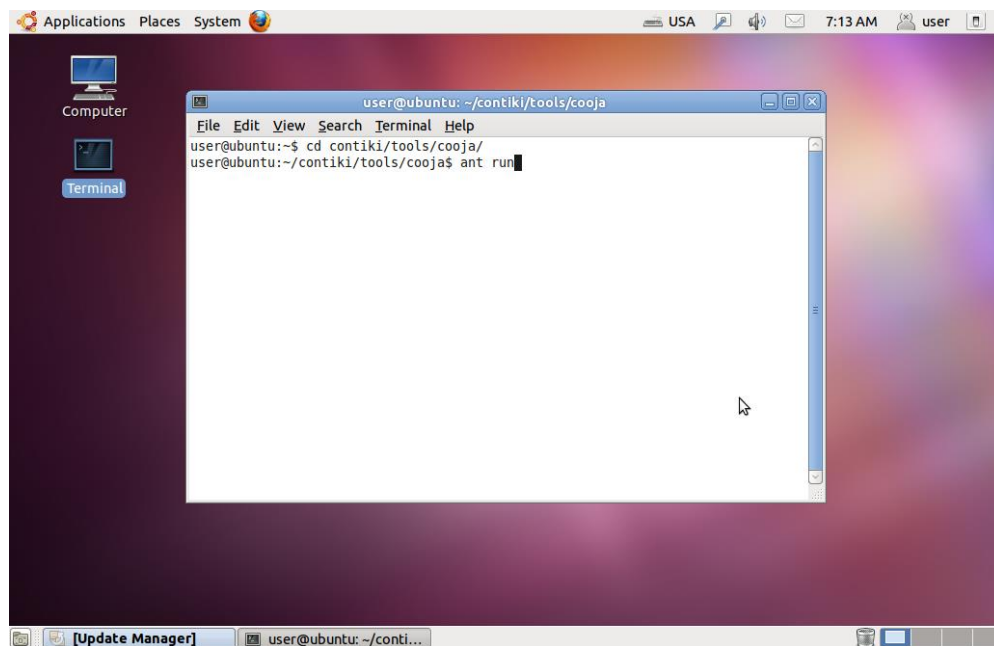 Applications Places System USA 7:13 AM user
Computer
Terminal
user@ubuntu: ~/contiki/tools/cooja
File Edit View Search Terminal Help
user@ubuntu:~$ cd contiki/tools/cooja/
user@ubuntu:~/contiki/tools/cooja$ ant run
[Update Manager] user@ubuntu: ~/conti...